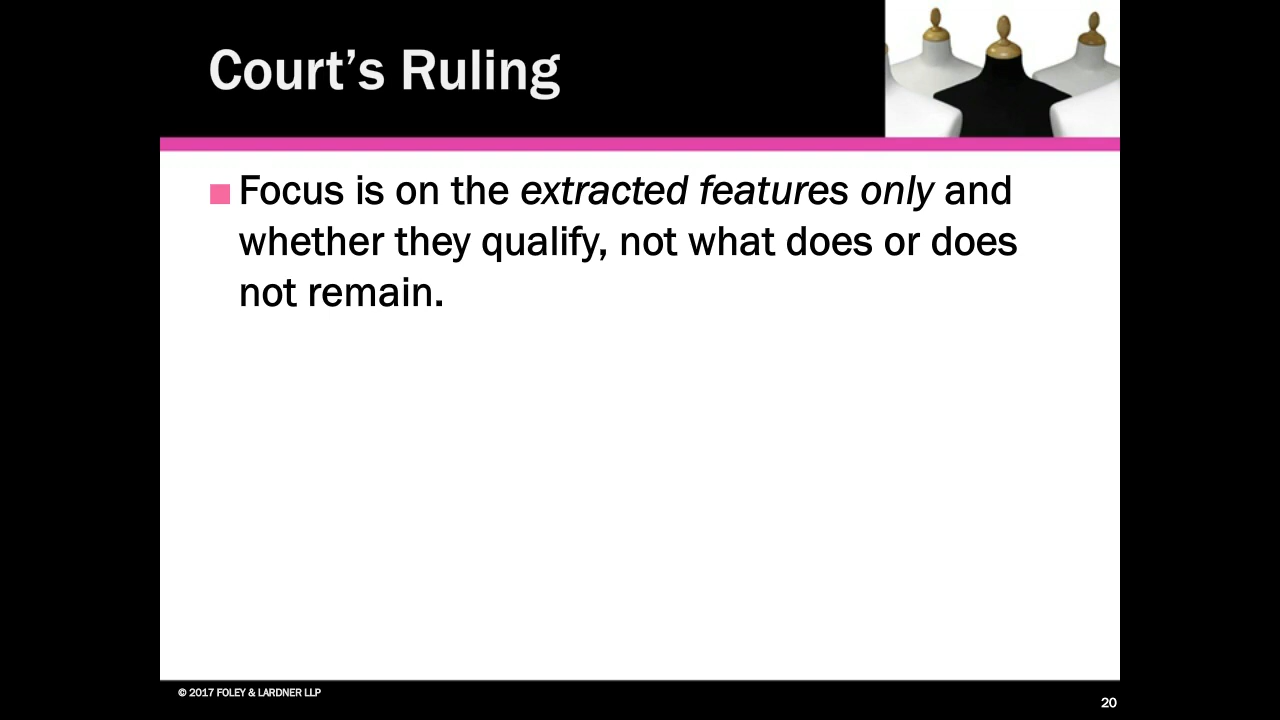 Court’s Ruling
Focus is on the extracted features only and
whether they qualify, not what does or does
not remain.
© 2017 FOLEY & LARDNER LLP
20